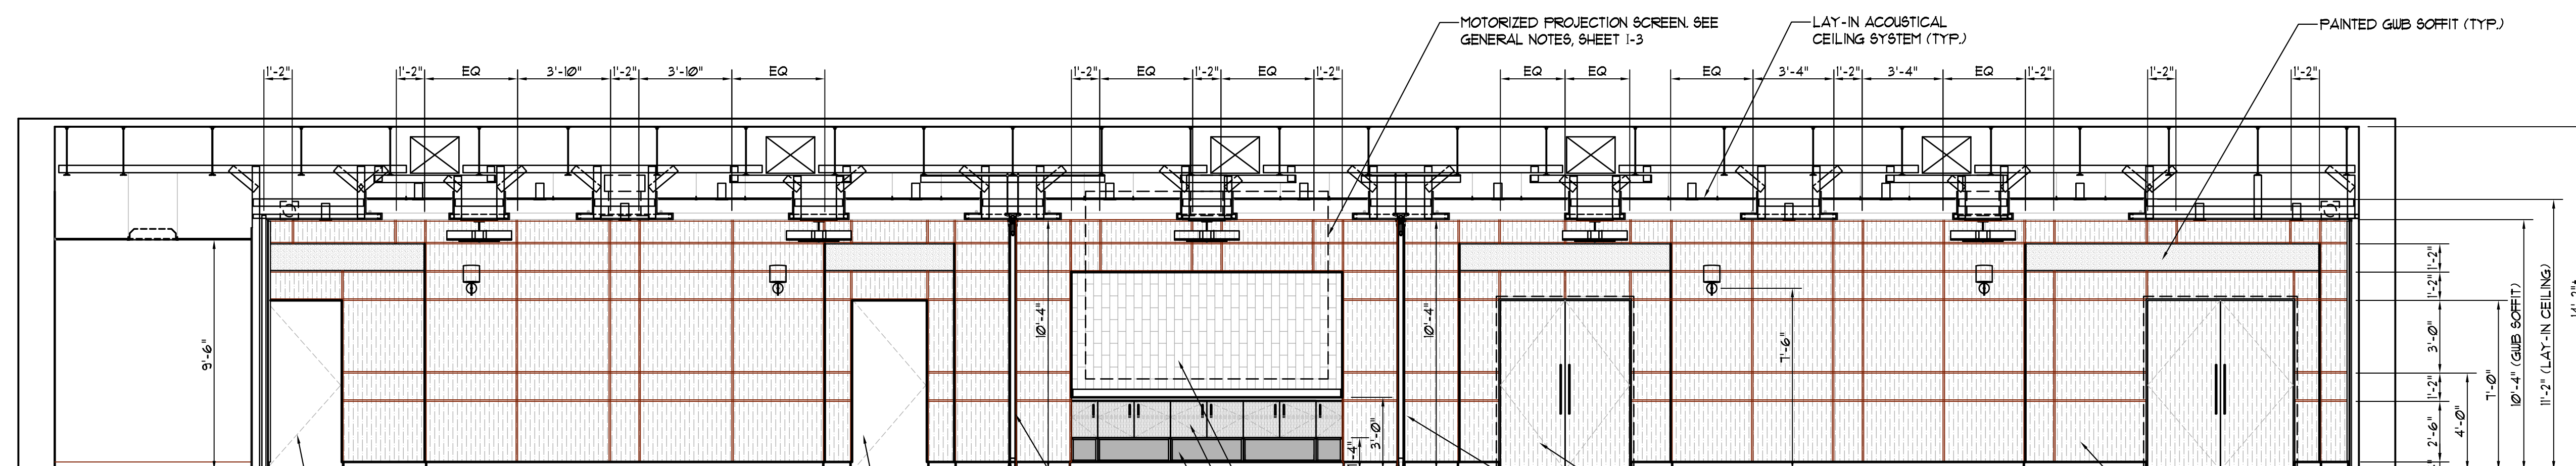 MOTORIZED PROJECTION SCREEN. SEE
GENERAL NOTES, SHEET I-3
LAY-IN ACOUSTICAL
CEILING SYSTEM (TYP.)
PAINTED GWB SOFFIT (TYP.)
1'-2" 1'-2" EQ 3'-10" 1'-2" 3'-10" EQ 1'-2" EQ 1'-2" EQ 1'-2" EQ EQ EQ 3'-4" 1'-2" 3'-4" EQ 1'-2" 1'-2" 1'-2"
9'-6"
10'-4"
10'-4"
7'-6"
3'-0"
1'-4"
1'-2"
1'-2"
3'-0"
1'-2"
2'-6"
4'-0"
7'-0"
10'-4" (GWB SOFFIT)
11'-2" (LAY-IN CEILING)